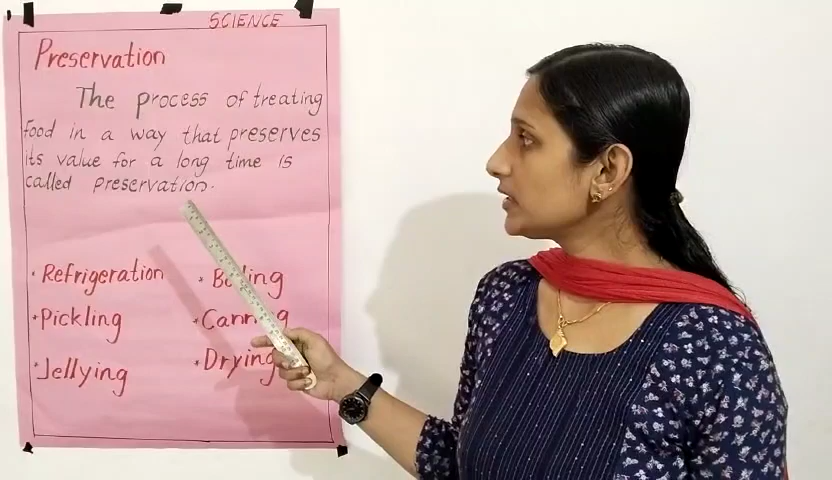 SCIENCE
Preservation
The process of treating
food in a way that preserves
its value for a long time is
called preservation.
* Refrigeration * Boiling
* Pickling * Canning
* Jellying * Drying